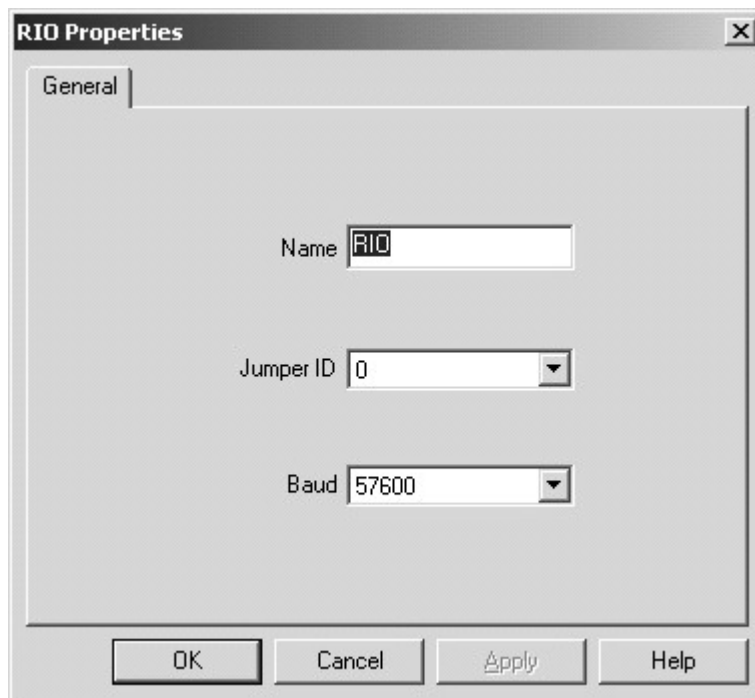 RIO Properties
General
Name RIO
Jumper ID 0
Baud 57600
OK Cancel Apply Help